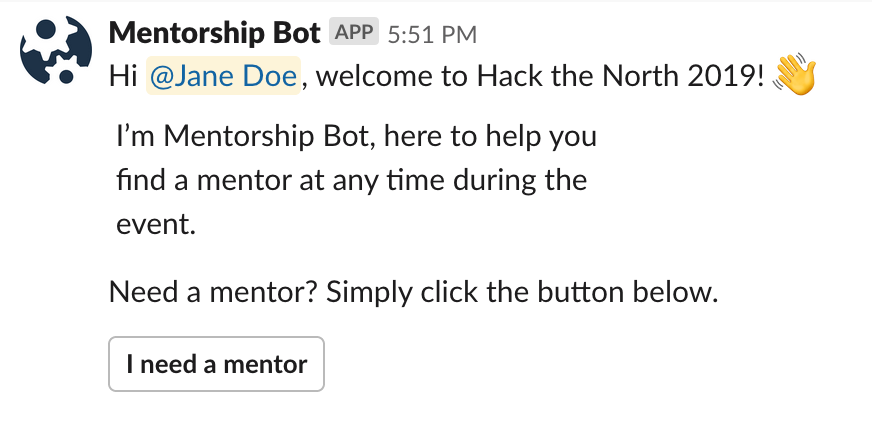 Mentorship Bot APP 5:51 PM
Hi @Jane Doe, welcome to Hack the North 2019! 👋
I’m Mentorship Bot, here to help you
find a mentor at any time during the
event.
Need a mentor? Simply click the button below.
I need a mentor